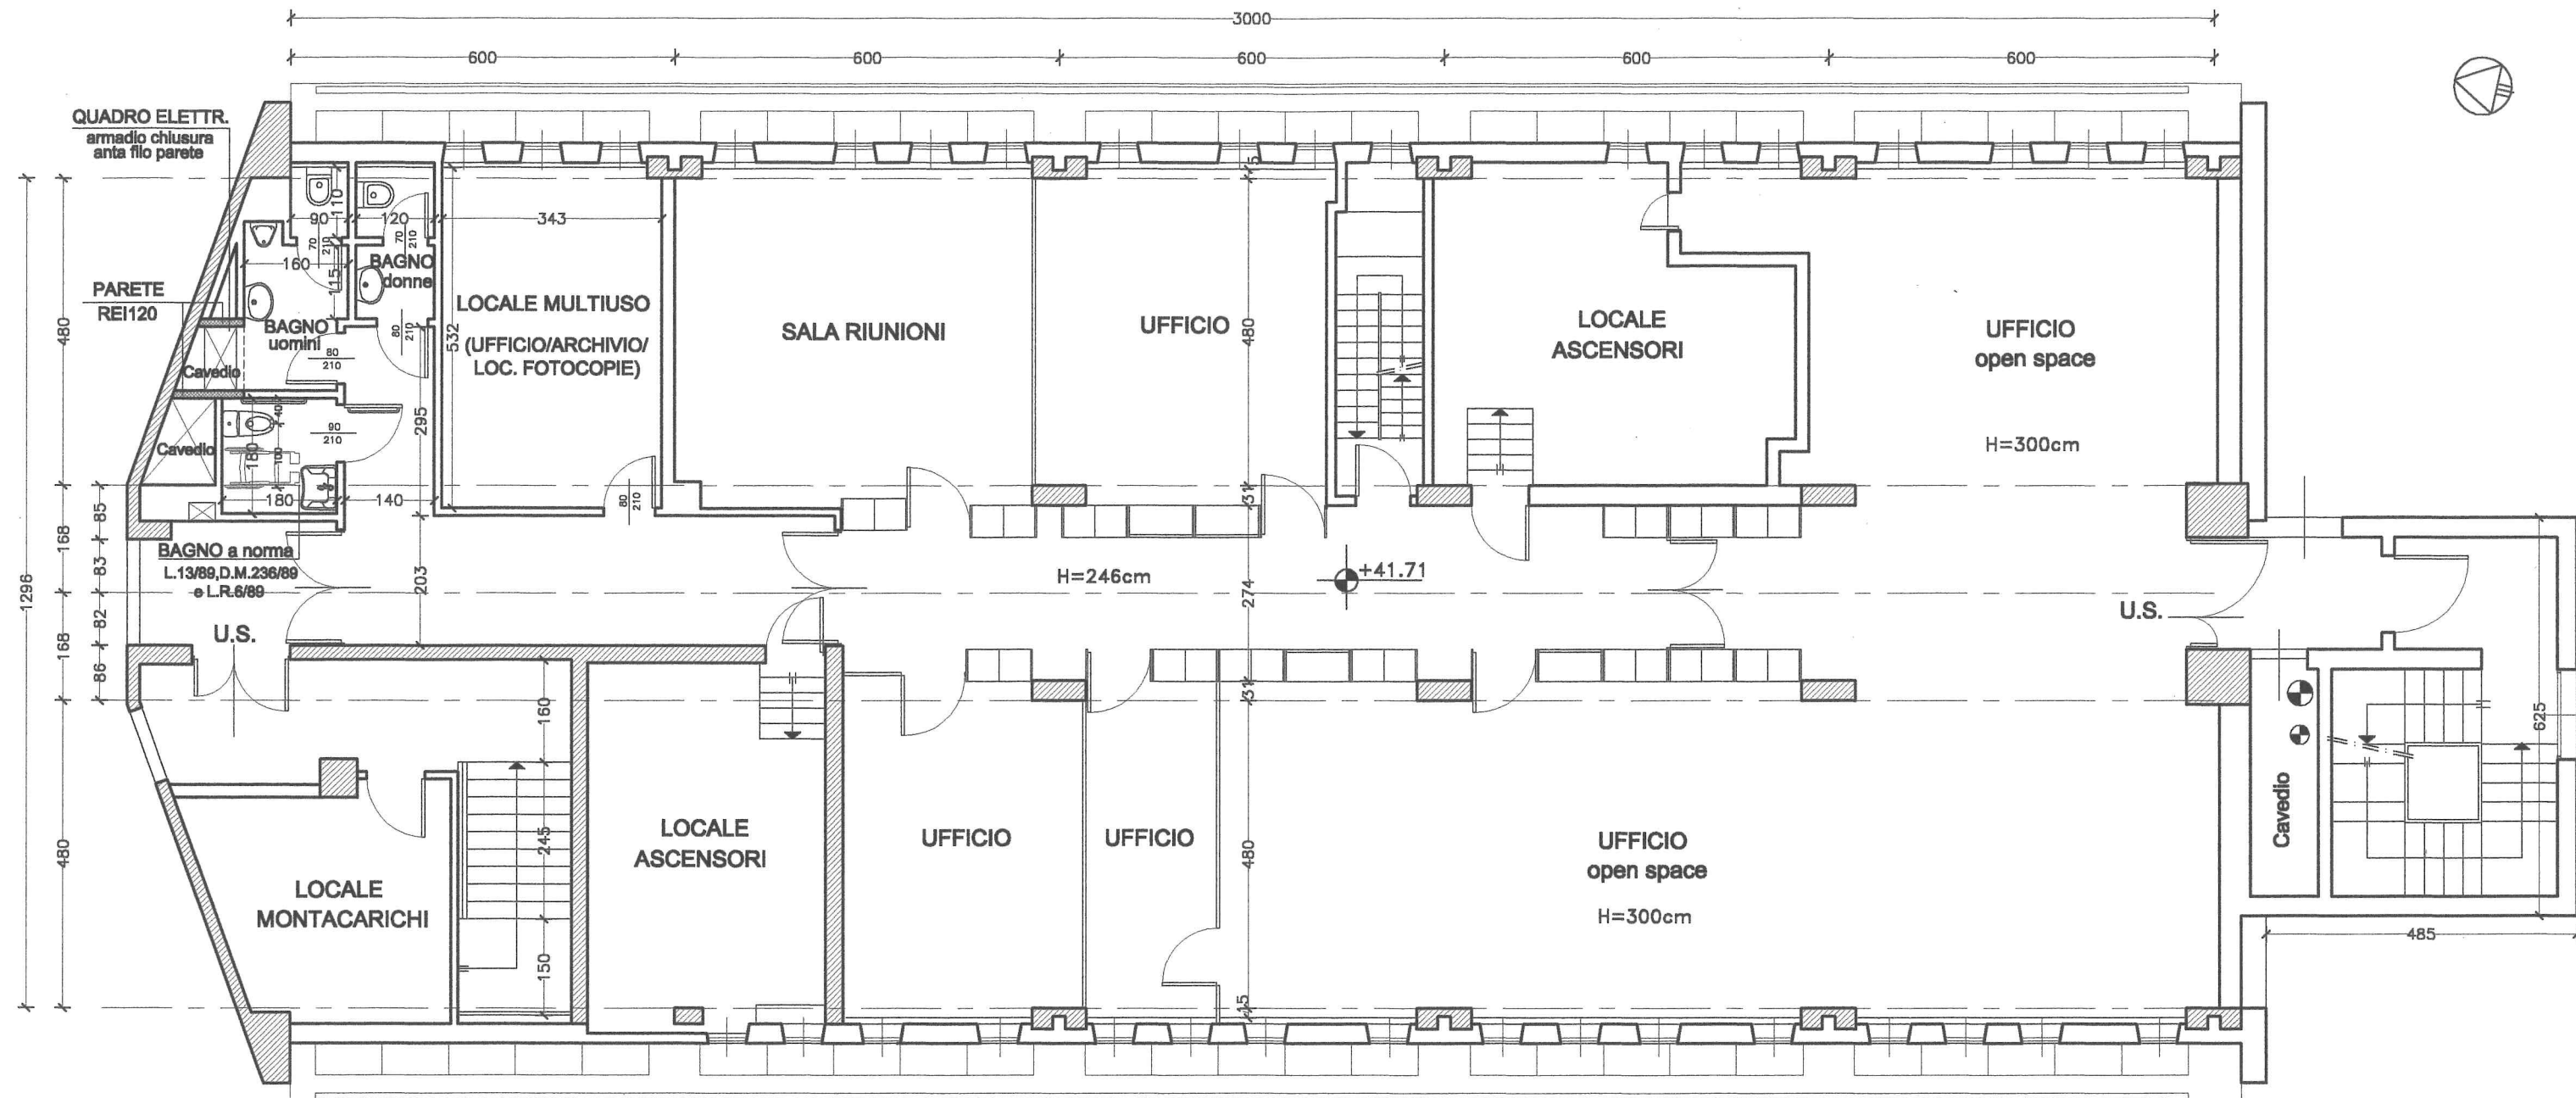 3000
600 600 600 600 600
QUADRO ELETTR.
armadio chiusura
anta filo parete
PARETE
REI120
1296
480
168
168
480
85
83
82
86
110
90
120
343
70
210
70
210
160
115
BAGNO
donne
BAGNO
uomini
80
210
80
210
Cavedio
Cavedio
40
100
180
90
210
180
140
295
532
LOCALE MULTIUSO
(UFFICIO/ARCHIVIO/
LOC. FOTOCOPIE)
80
210
SALA RIUNIONI
UFFICIO
5
480
31
LOCALE
ASCENSORI
UFFICIO
open space
H=300cm
BAGNO a norma
L.13/89,D.M.236/89
e L.R.6/89
U.S.
203
H=246cm
274
+41.71
U.S.
160
245
150
LOCALE
MONTACARICHI
LOCALE
ASCENSORI
UFFICIO
UFFICIO
31
480
5
UFFICIO
open space
H=300cm
Cavedio
625
485